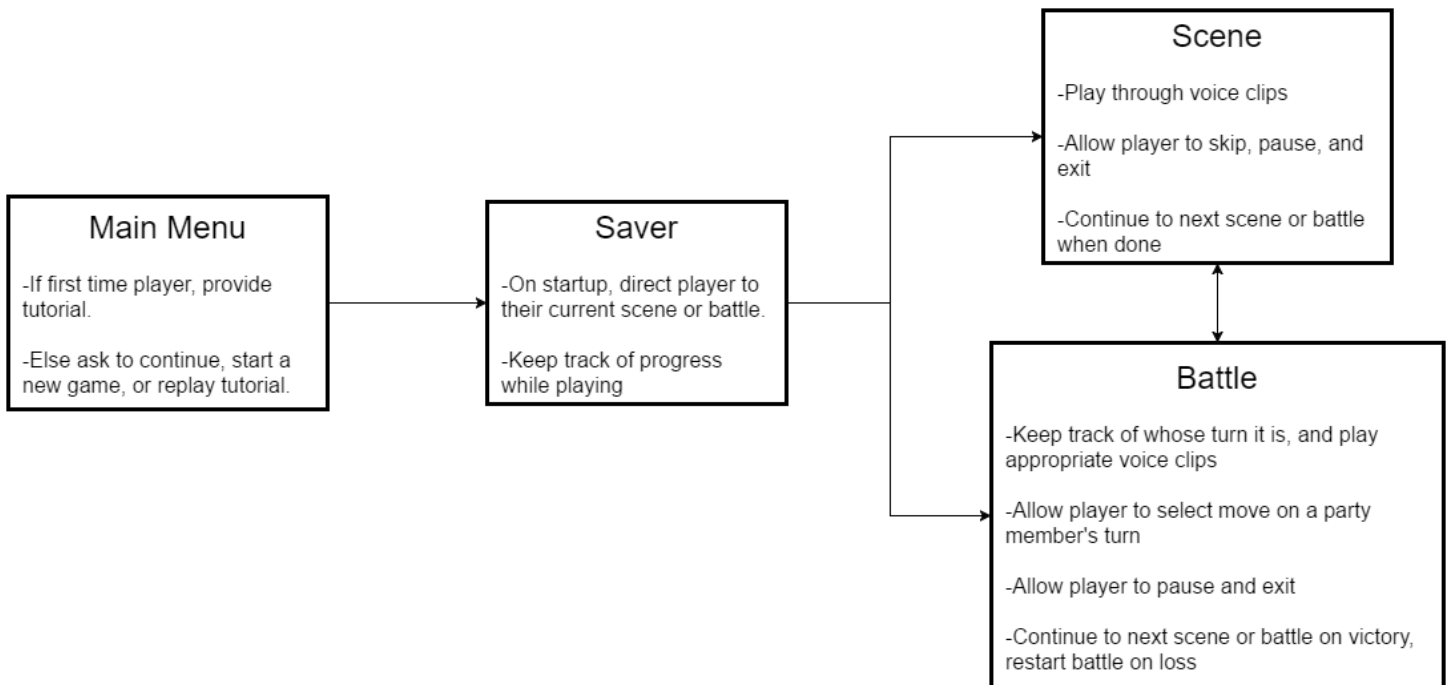 Main Menu
-If first time player, provide
tutorial.
-Else ask to continue, start a
new game, or replay tutorial.
Saver
-On startup, direct player to
their current scene or battle.
-Keep track of progress
while playing
Scene
-Play through voice clips
-Allow player to skip, pause, and
exit
-Continue to next scene or battle
when done
Battle
-Keep track of whose turn it is, and play
appropriate voice clips
-Allow player to select move on a party
member's turn
-Allow player to pause and exit
-Continue to next scene or battle on victory,
restart battle on loss